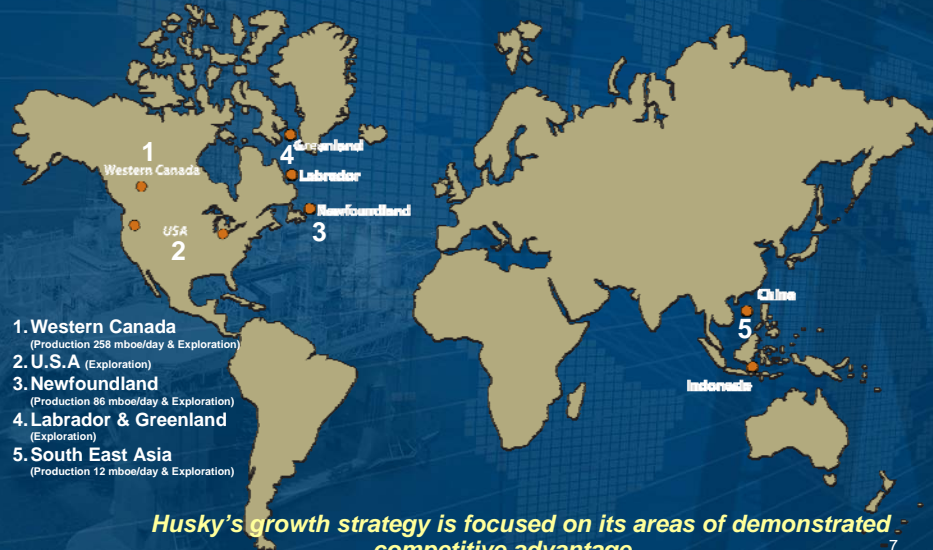 1
Western Canada
4
Greenland
Labrador
Newfoundland
3
USA
2
China
5
Indonesia
1. Western Canada
(Production 258 mboe/day & Exploration)
2. U.S.A (Exploration)
3. Newfoundland
(Production 86 mboe/day & Exploration)
4. Labrador & Greenland
(Exploration)
5. South East Asia
(Production 12 mboe/day & Exploration)
Husky's growth strategy is focused on its areas of demonstrated
competitive advantage
7